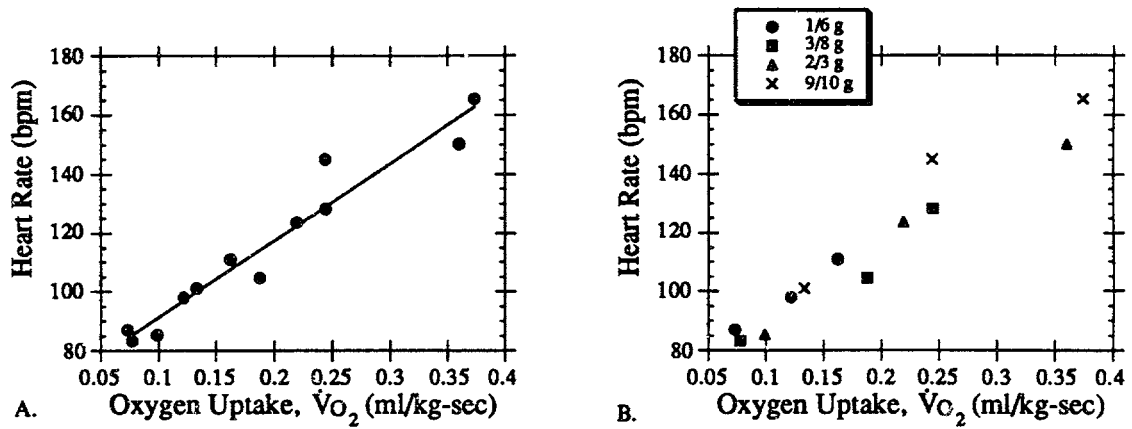 180
160
140
120
100
80
Heart Rate (bpm)
0.05 0.1 0.15 0.2 0.25 0.3 0.35 0.4
A. Oxygen Uptake, V̇O2 (ml/kg-sec)
1/6 g
3/8 g
2/3 g
9/10 g
180
160
140
120
100
80
Heart Rate (bpm)
0.05 0.1 0.15 0.2 0.25 0.3 0.35 0.4
B. Oxygen Uptake, V̇O2 (ml/kg-sec)